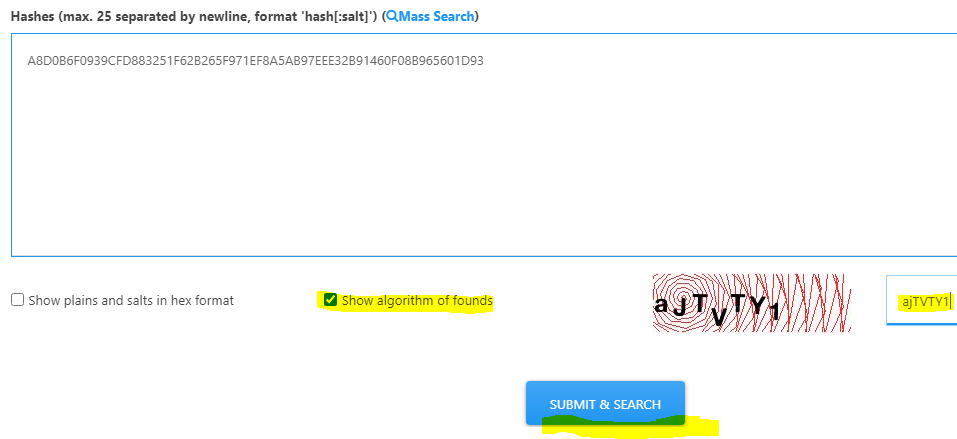 Hashes (max. 25 separated by newline, format 'hash[:salt]') (Mass Search)
A8D0B6F0939CFD883251F62B265F971EF8A5AB97EEE32B91460F08B965601D93
Show plains and salts in hex format
Show algorithm of founds
ajTVTY1
ajTVTY1
SUBMIT & SEARCH